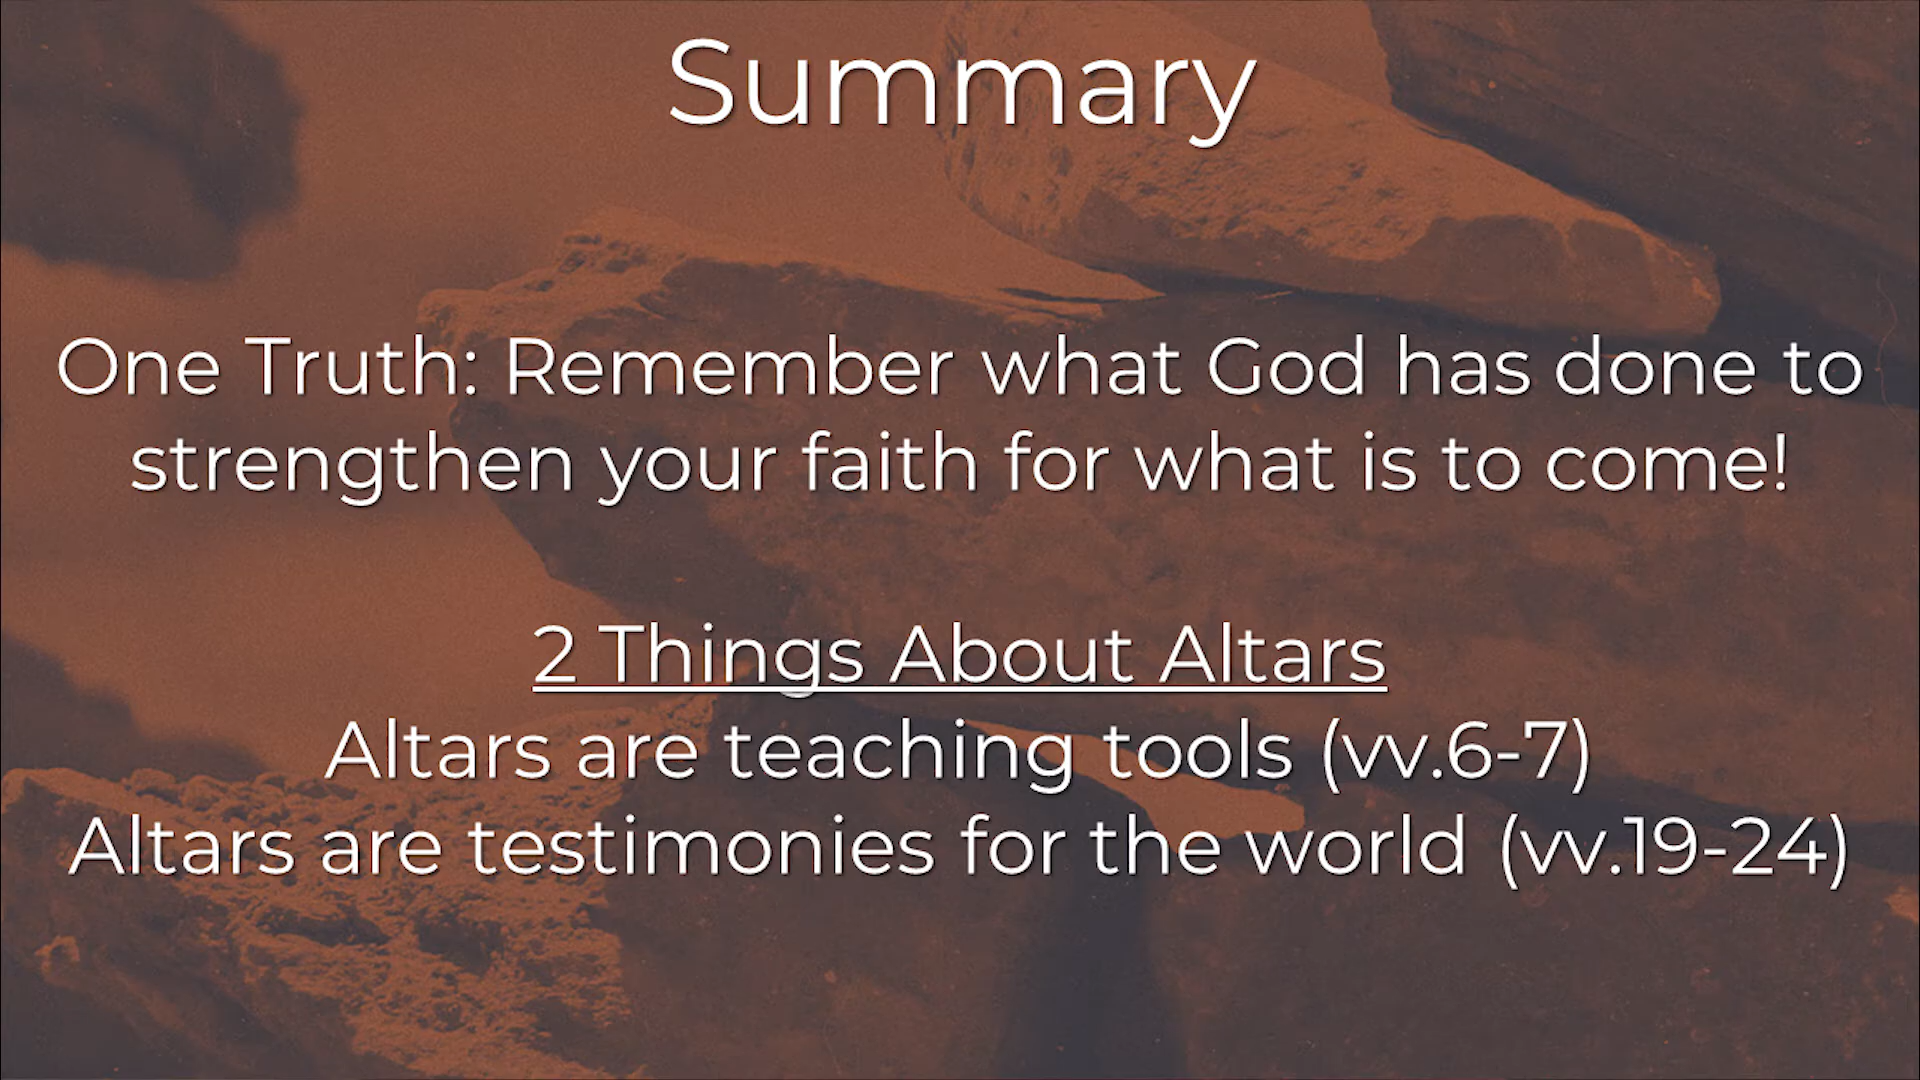 Summary
One Truth: Remember what God has done to
strengthen your faith for what is to come!
2 Things About Altars
Altars are teaching tools (vv.6-7)
Altars are testimonies for the world (vv.19-24)